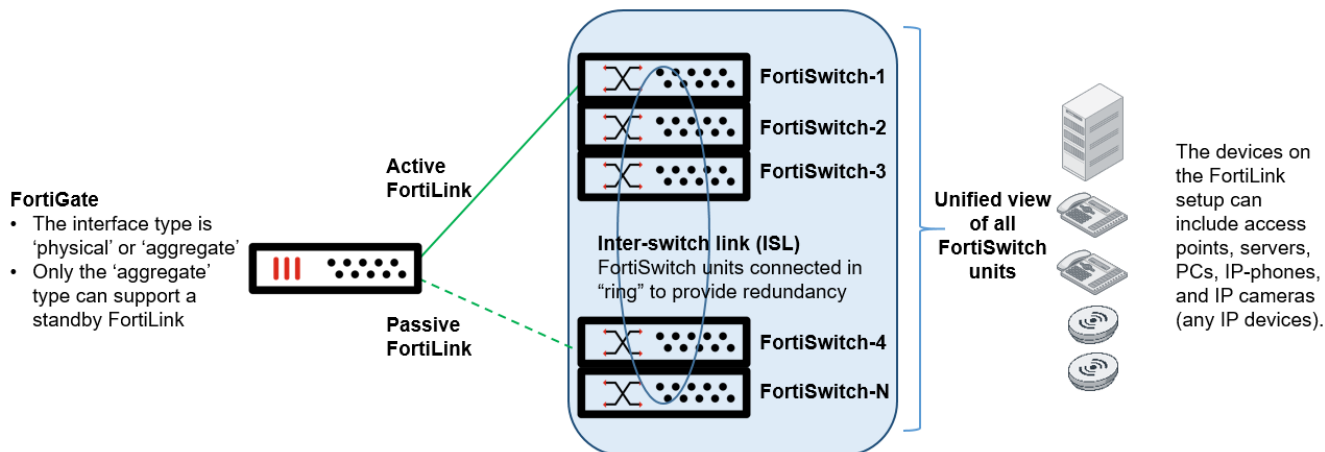 FortiGate
• The interface type is
‘physical’ or ‘aggregate’
• Only the ‘aggregate’
type can support a
standby FortiLink
Active
FortiLink
Passive
FortiLink
FortiSwitch-1
FortiSwitch-2
FortiSwitch-3
Inter-switch link (ISL)
FortiSwitch units connected in
“ring” to provide redundancy
FortiSwitch-4
FortiSwitch-N
Unified view
of all
FortiSwitch
units
The devices on
the FortiLink
setup can
include access
points, servers,
PCs, IP-phones,
and IP cameras
(any IP devices).